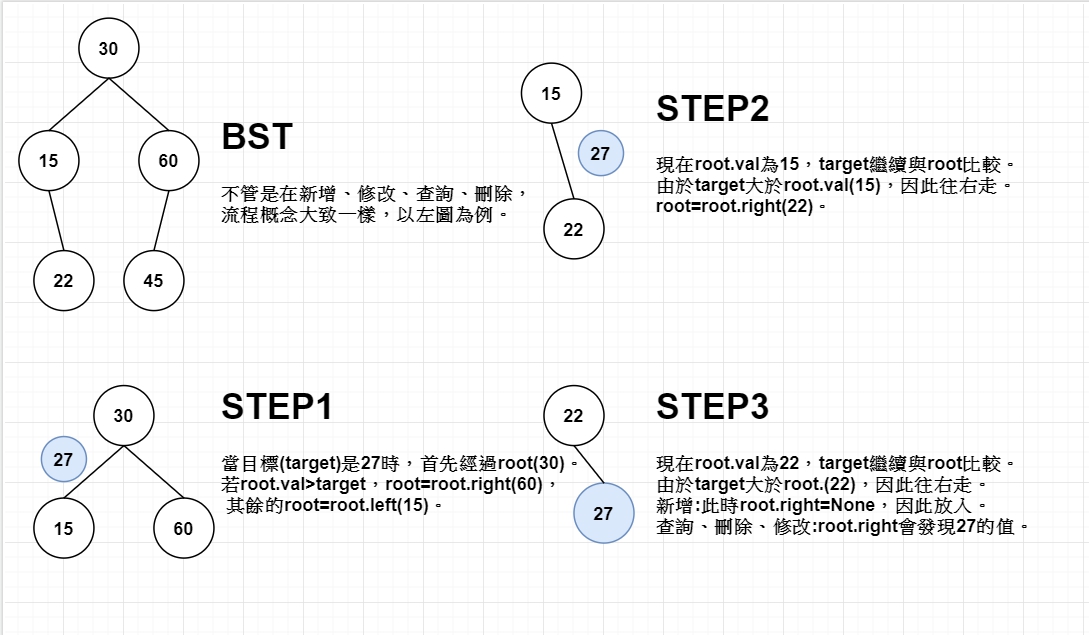 30
15
60
22
45
BST
不管是在新增、修改、查詢、刪除，
流程概念大致一樣，以左圖為例。
15
27
22
STEP2
現在root.val為15，target繼續與root比較。
由於target大於root.val(15)，因此往右走。
root=root.right(22)。
30
27
15
60
STEP1
當目標(target)是27時，首先經過root(30)。
若root.val>target，root=root.right(60)，
其餘的root=root.left(15)。
22
27
STEP3
現在root.val為22，target繼續與root比較。
由於target大於root.(22)，因此往右走。
新增:此時root.right=None，因此放入。
查詢、刪除、修改:root.right會發現27的值。